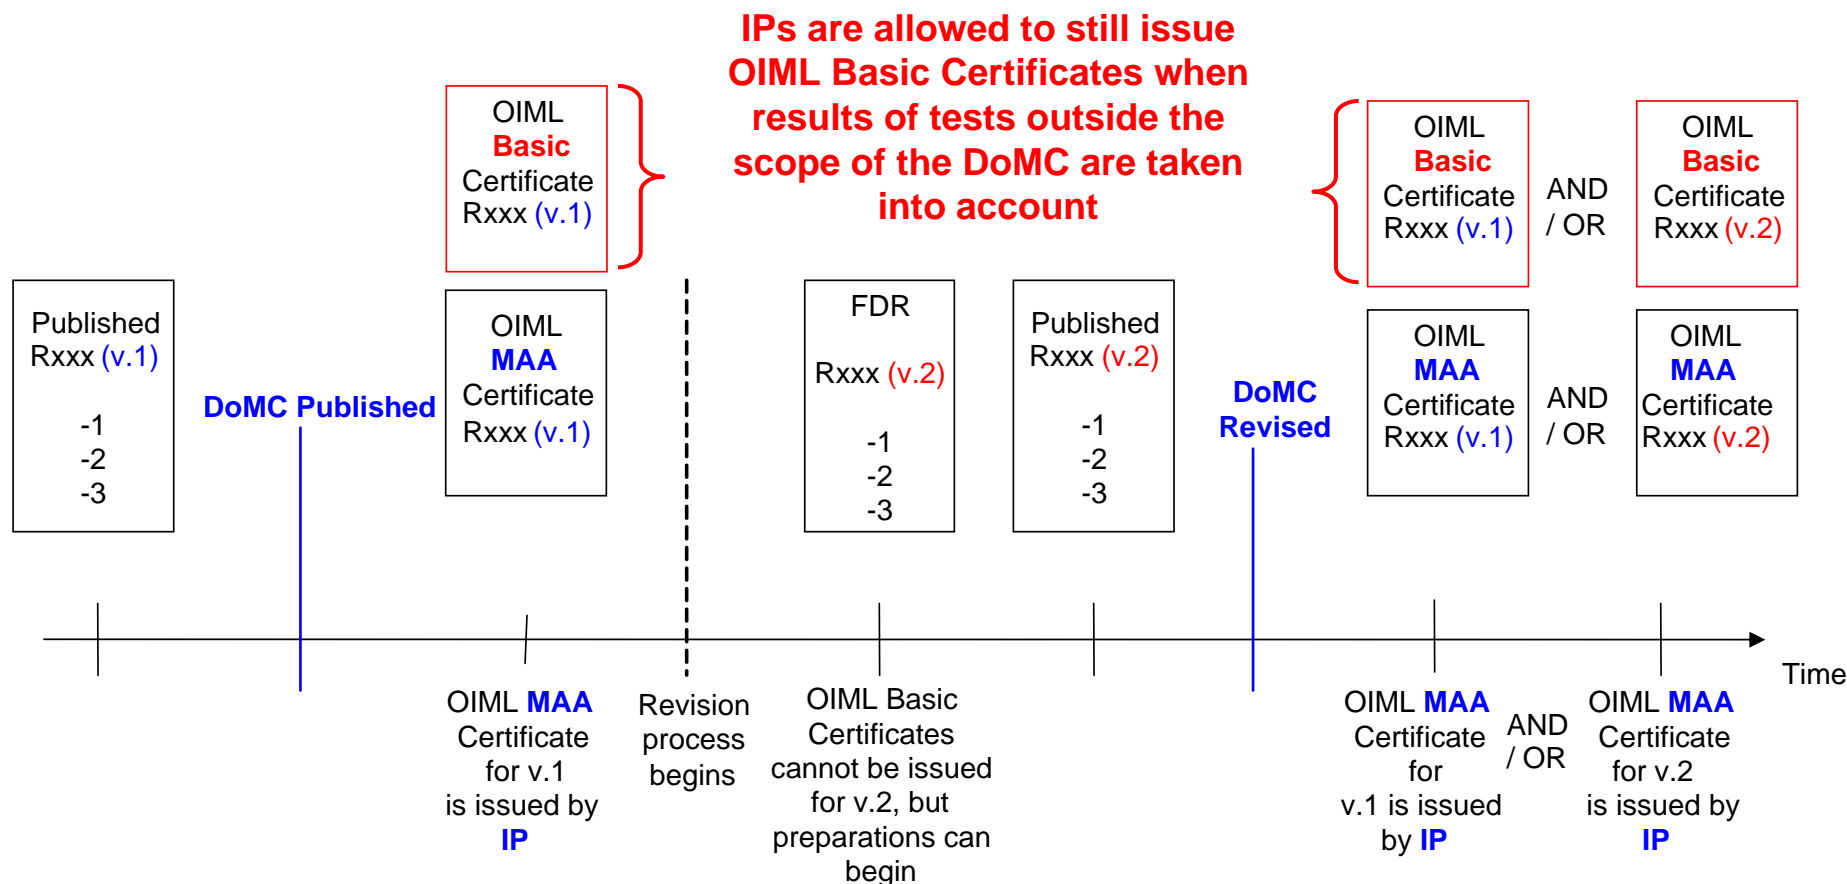 IPs are allowed to still issue
OIML Basic Certificates when
results of tests outside the
scope of the DoMC are taken
into account
OIML
Basic
Certificate
Rxxx (v.1)
OIML
Basic
Certificate
Rxxx (v.1)
AND
/ OR
OIML
Basic
Certificate
Rxxx (v.2)
Published
Rxxx (v.1)
-1
-2
-3
DoMC Published
OIML
MAA
Certificate
Rxxx (v.1)
FDR
Rxxx (v.2)
-1
-2
-3
Published
Rxxx (v.2)
-1
-2
-3
DoMC
Revised
OIML
MAA
Certificate
Rxxx (v.1)
AND
/ OR
OIML
MAA
Certificate
Rxxx (v.2)
Time
OIML MAA
Certificate
for v.1
is issued by
IP
Revision
process
begins
OIML Basic
Certificates
cannot be issued
for v.2, but
preparations can
begin
OIML MAA
Certificate
for
v.1 is issued
by IP
AND
/ OR
OIML MAA
Certificate
for v.2
is issued by
IP